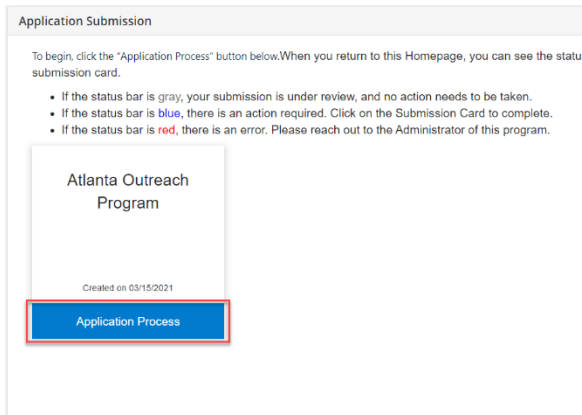 Application Submission
To begin, click the "Application Process" button below.When you return to this Homepage, you can see the statu
submission card.
• If the status bar is gray, your submission is under review, and no action needs to be taken.
• If the status bar is blue, there is an action required. Click on the Submission Card to complete.
• If the status bar is red, there is an error. Please reach out to the Administrator of this program.
Atlanta Outreach
Program
Created on 03/15/2021
Application Process